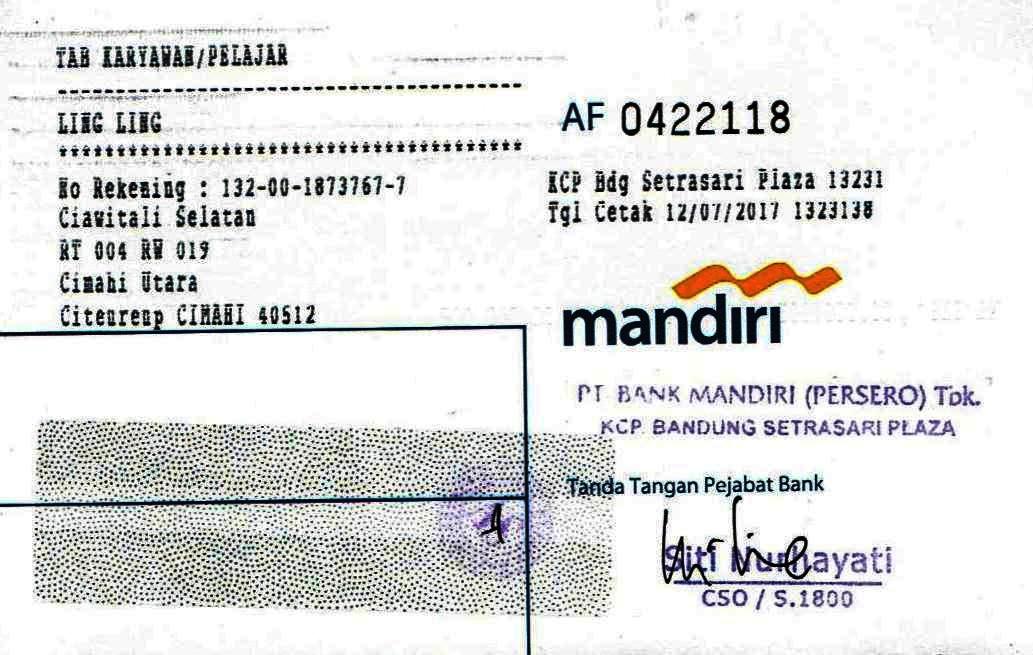 TAB KARYAWAN/PELAJAR
LING LING
No Rekening : 132-00-1873767-7
Ciawitali Selatan
RT 004 RW 019
Cimahi Utara
Citeureup CIMAHI 40512
AF 0422118
KCP Bdg Setrasari Plaza 13231
Tgl Cetak 12/07/2017 1323138
mandiri
PT. BANK MANDIRI (PERSERO) Tbk.
KCP. BANDUNG SETRASARI PLAZA
Tanda Tangan Pejabat Bank
Siti Nurhayati
CSO / S.1800